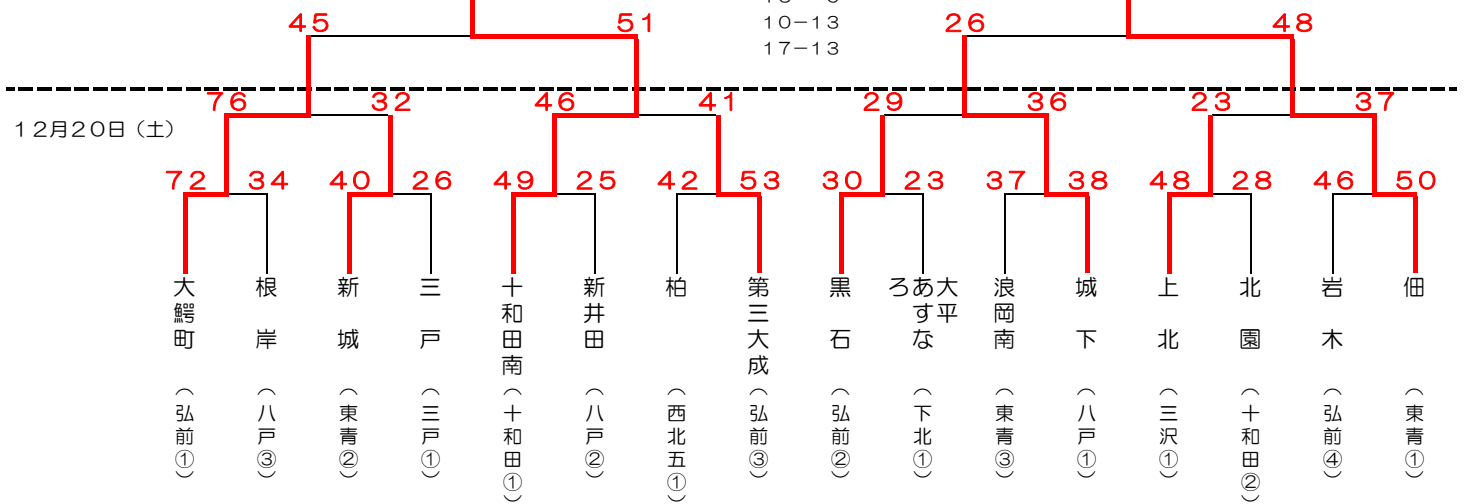 45
51
10－13
17－13
26
48
76
32
46
41
29
36
23
37
12月20日（土）
72
34
40
26
49
25
42
53
30
23
37
38
48
28
46
50
大鰐町
根岸
新城
三戸
十和田南
新井田
柏
第三大成
黒石
大平
あすな
ろ
浪岡南
城下
上北
北園
岩木
佃
（弘前①）
（八戸③）
（東青②）
（三戸①）
（十和田①）
（八戸②）
（西北五①）
（弘前③）
（弘前②）
（下北①）
（東青③）
（八戸①）
（三沢①）
（十和田②）
（弘前④）
（東青①）